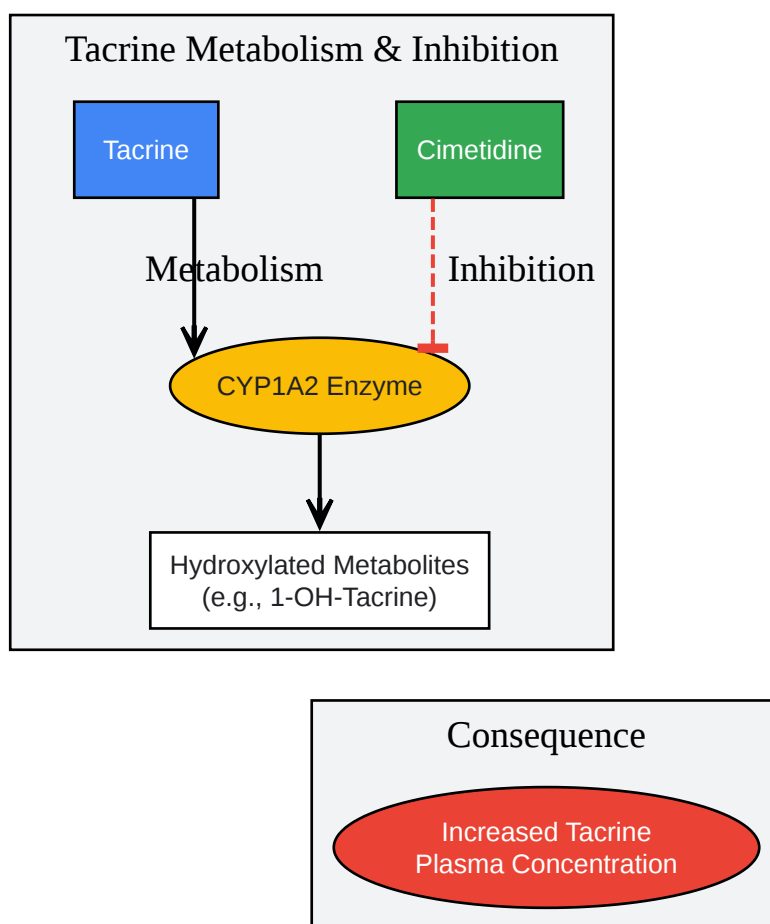 Tacrine Metabolism & Inhibition
Tacrine
Cimetidine
Metabolism
Inhibition
CYP1A2 Enzyme
Hydroxylated Metabolites
(e.g., 1-OH-Tacrine)
Consequence
Increased Tacrine
Plasma Concentration